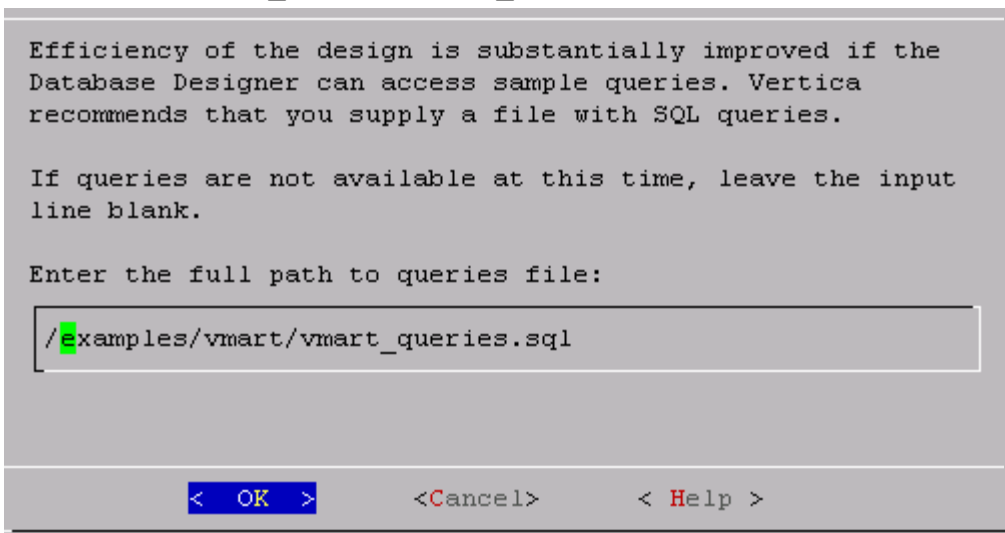 Efficiency of the design is substantially improved if the
Database Designer can access sample queries. Vertica
recommends that you supply a file with SQL queries.
If queries are not available at this time, leave the input
line blank.
Enter the full path to queries file:
/examples/vmart/vmart_queries.sql
< OK > <Cancel> < Help >